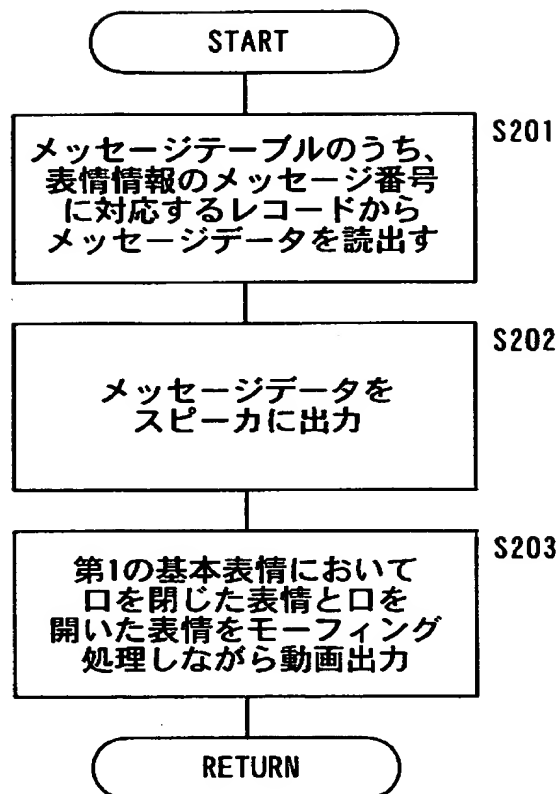 START
S201
メッセージテーブルのうち、
表情情報のメッセージ番号
に対応するレコードから
メッセージデータを読出す
S202
メッセージデータを
スピーカに出力
S203
第1の基本表情において
口を閉じた表情と口を
開いた表情をモーフィング
処理しながら動画出力
RETURN